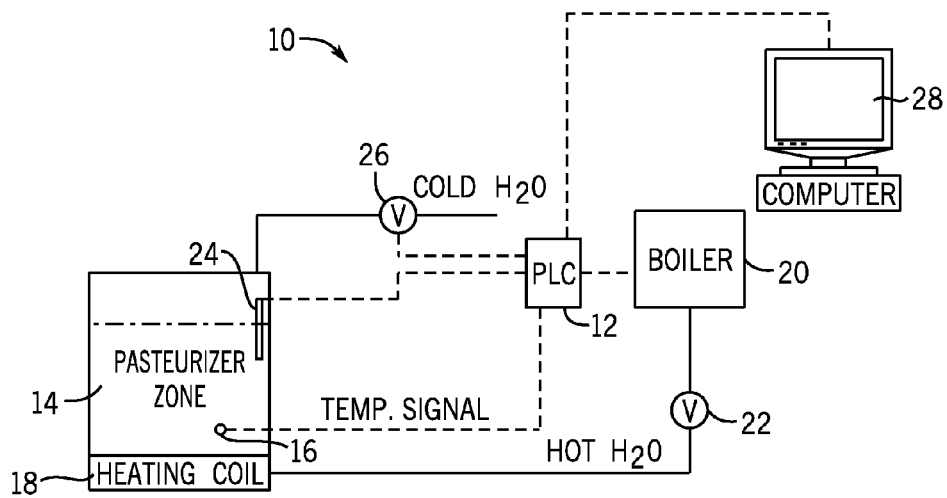 10
28
26
V
COLD H2O
COMPUTER
24
PLC
BOILER
20
12
PASTEURIZER
ZONE
14
TEMP. SIGNAL
V
22
16
HOT H2O
18
HEATING COIL